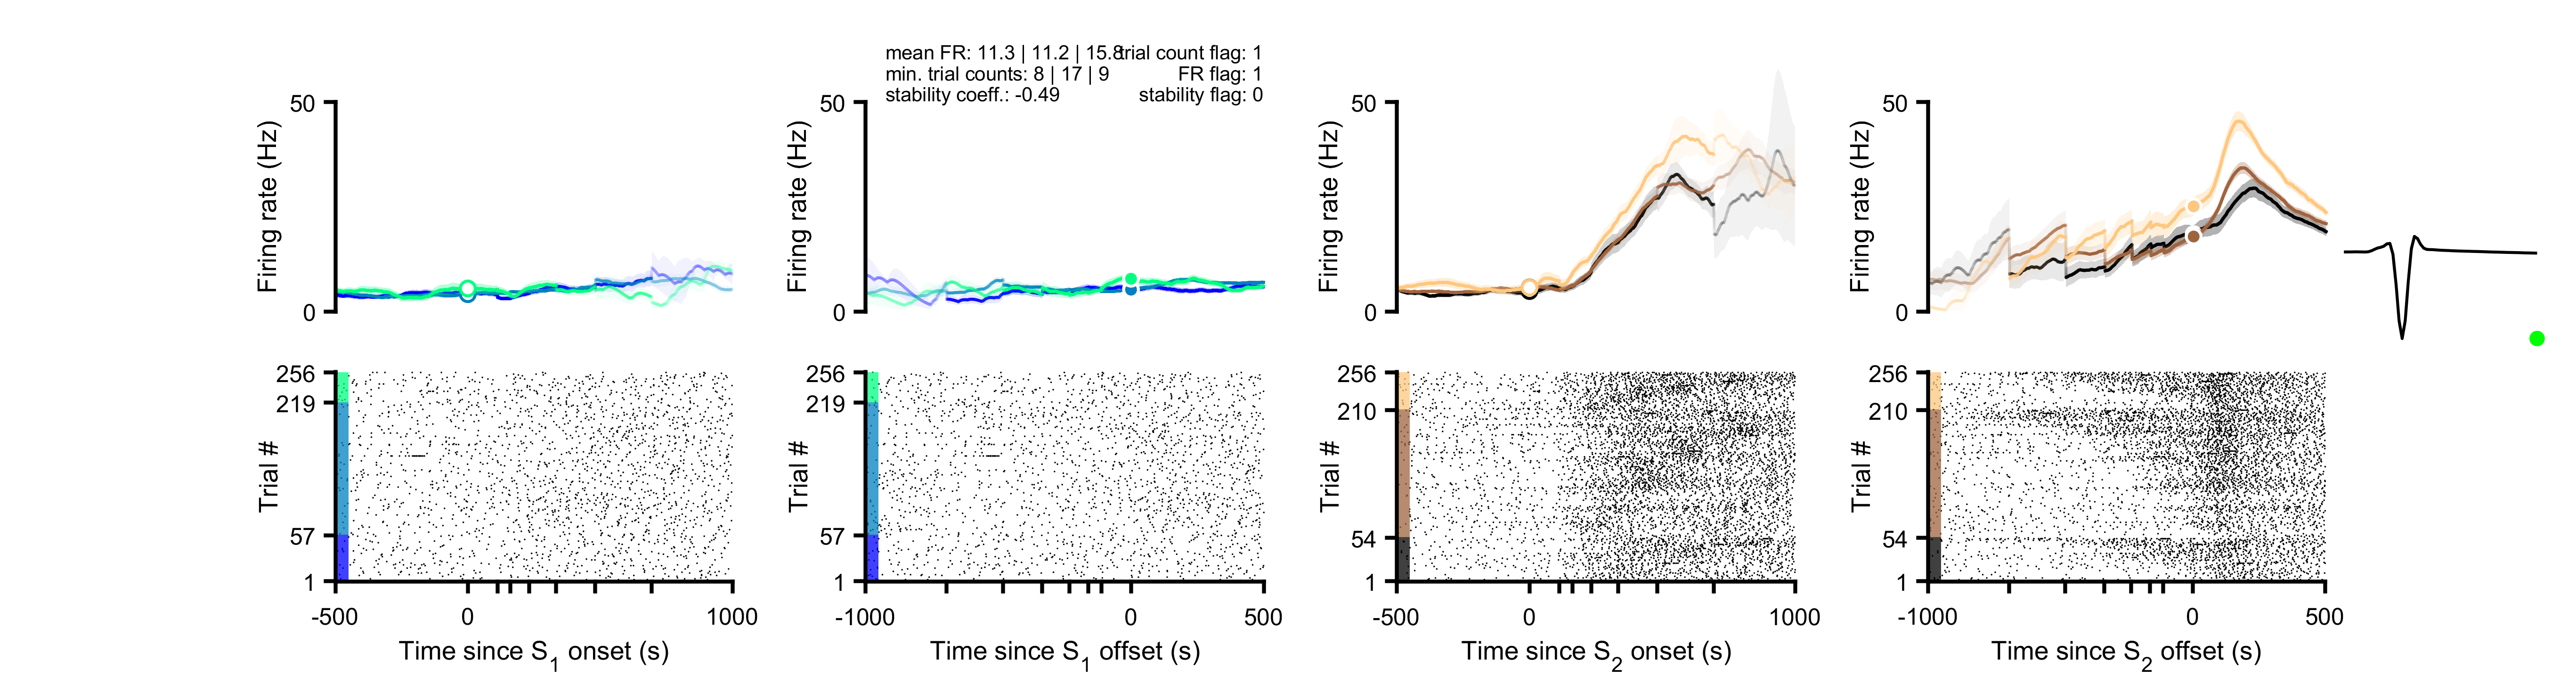 mean FR: 11.3 | 11.2 | 15.8
trial count flag: 1
min. trial counts: 8 | 17 | 9
FR flag: 1
stability coeff.: -0.49
stability flag: 0
Firing rate (Hz)
50
0
Firing rate (Hz)
50
0
Firing rate (Hz)
50
0
Firing rate (Hz)
50
0
Trial #
256
219
57
1
Trial #
256
219
57
1
Trial #
256
210
54
1
Trial #
256
210
54
1
-500 0 1000
-1000 0 500
-500 0 1000
-1000 0 500
Time since S1 onset (s)
Time since S1 offset (s)
Time since S2 onset (s)
Time since S2 offset (s)